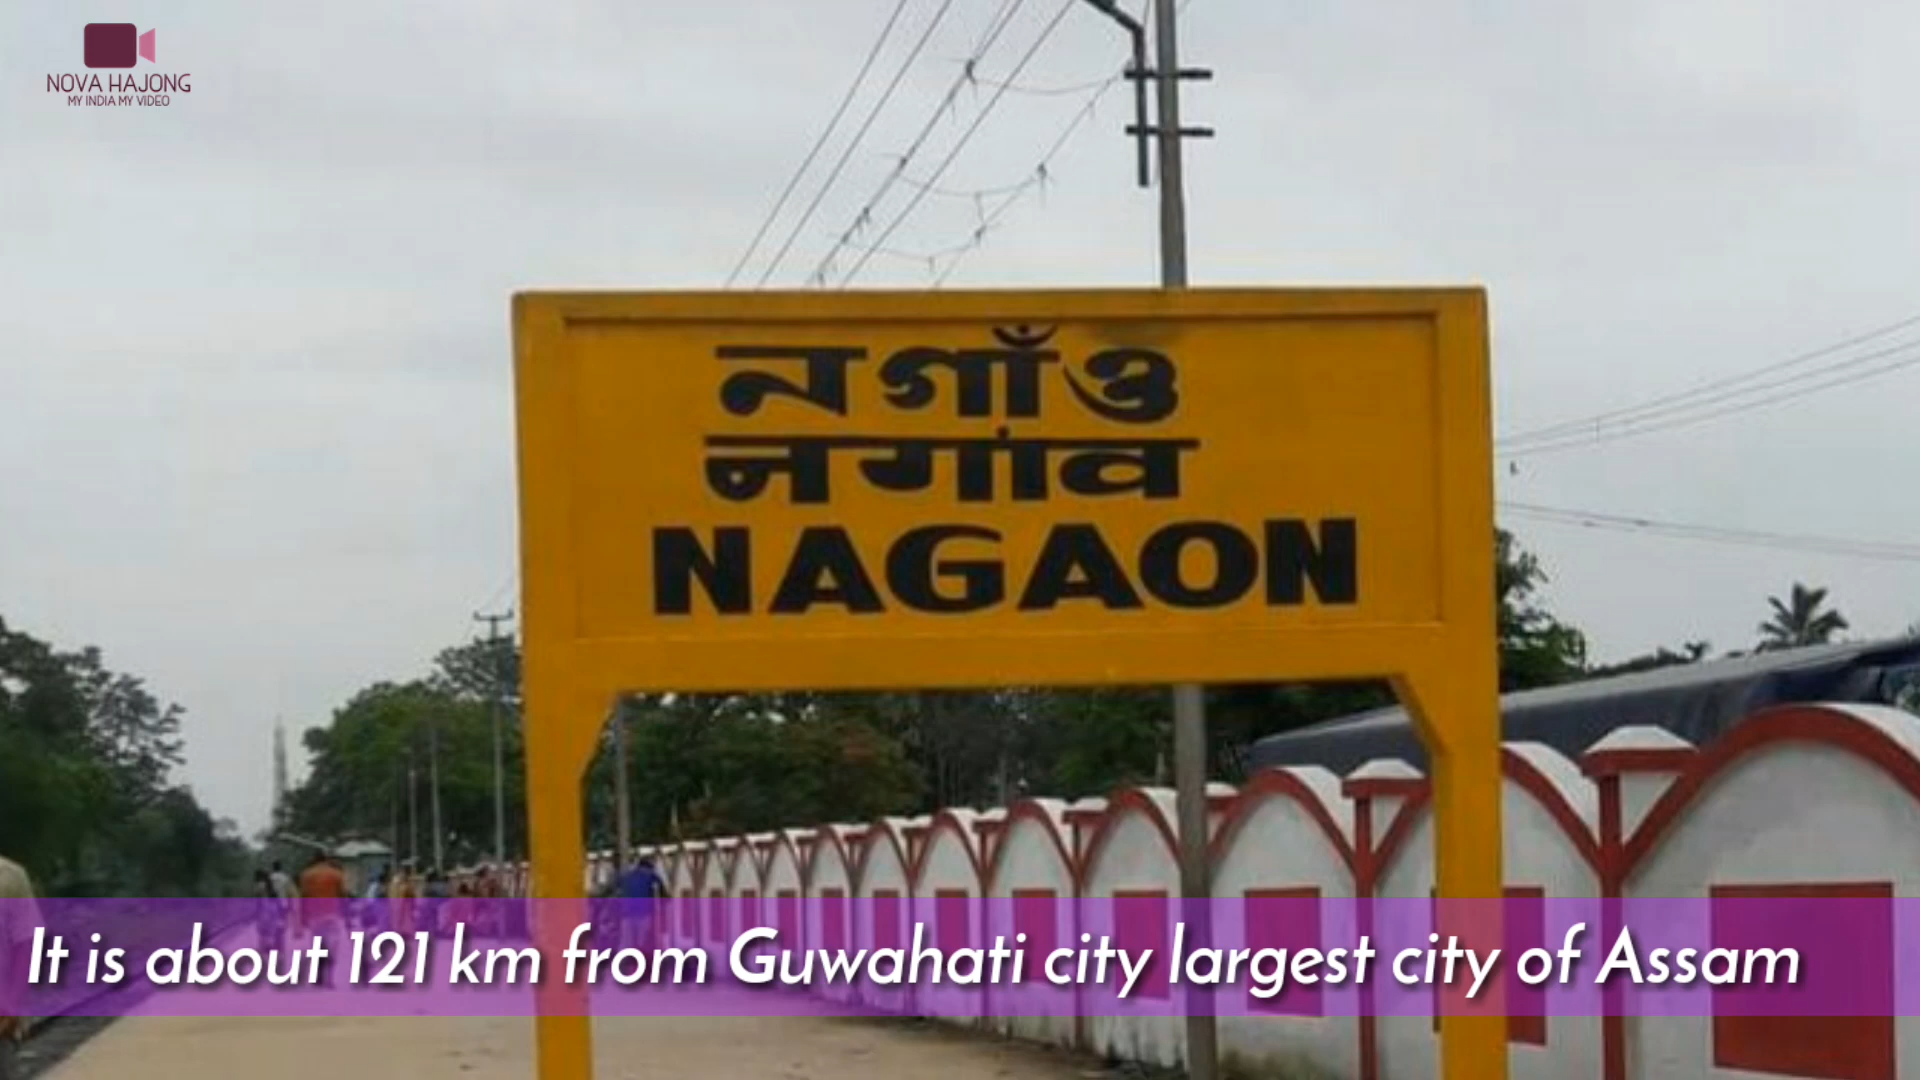 NOVA HAJONG
MY INDIA MY VIDEO
নগাঁও
नगांव
NAGAON
It is about 121 km from Guwahati city largest city of Assam